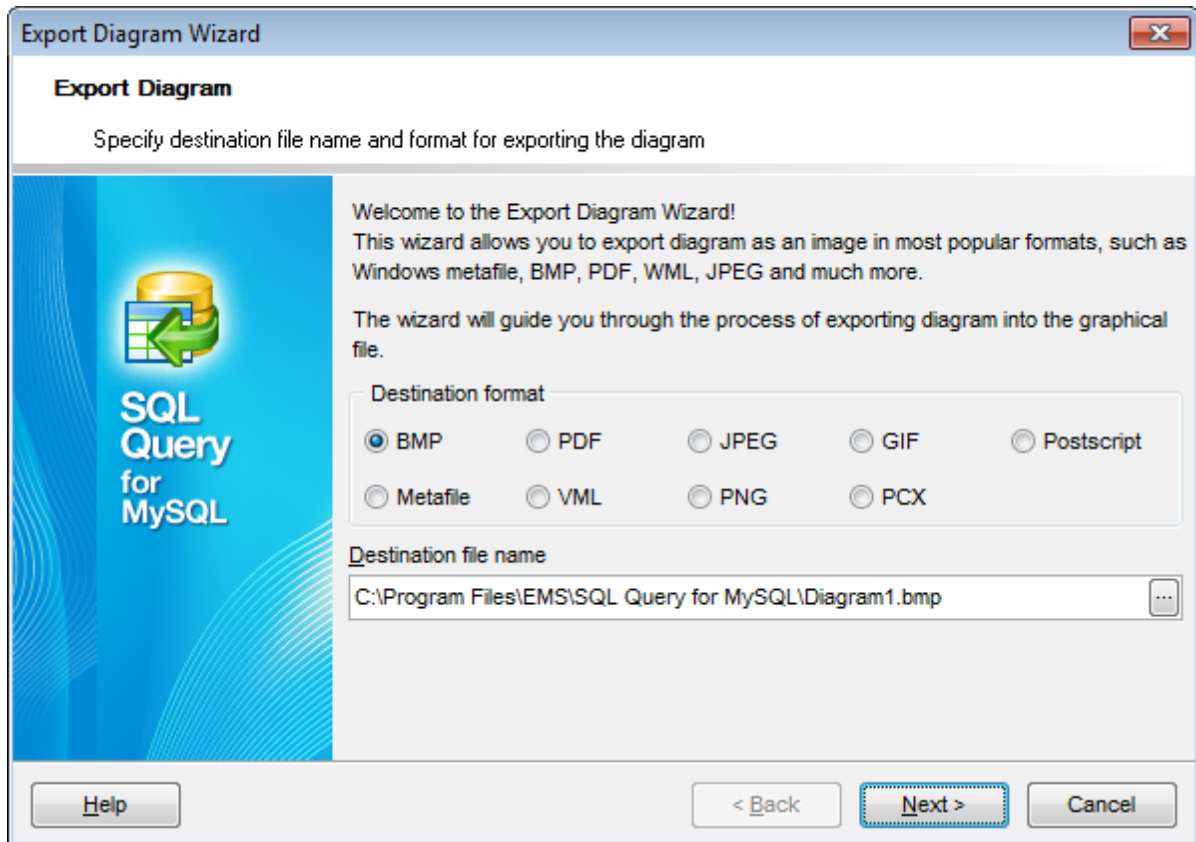 Export Diagram Wizard
Export Diagram
Specify destination file name and format for exporting the diagram
SQL
Query
for
MySQL
Welcome to the Export Diagram Wizard!
This wizard allows you to export diagram as an image in most popular formats, such as
Windows metafile, BMP, PDF, WML, JPEG and much more.
The wizard will guide you through the process of exporting diagram into the graphical
file.
Destination format
BMP PDF JPEG GIF Postscript
Metafile VML PNG PCX
Destination file name
C:\Program Files\EMS\SQL Query for MySQL\Diagram1.bmp ...
Help < Back Next > Cancel